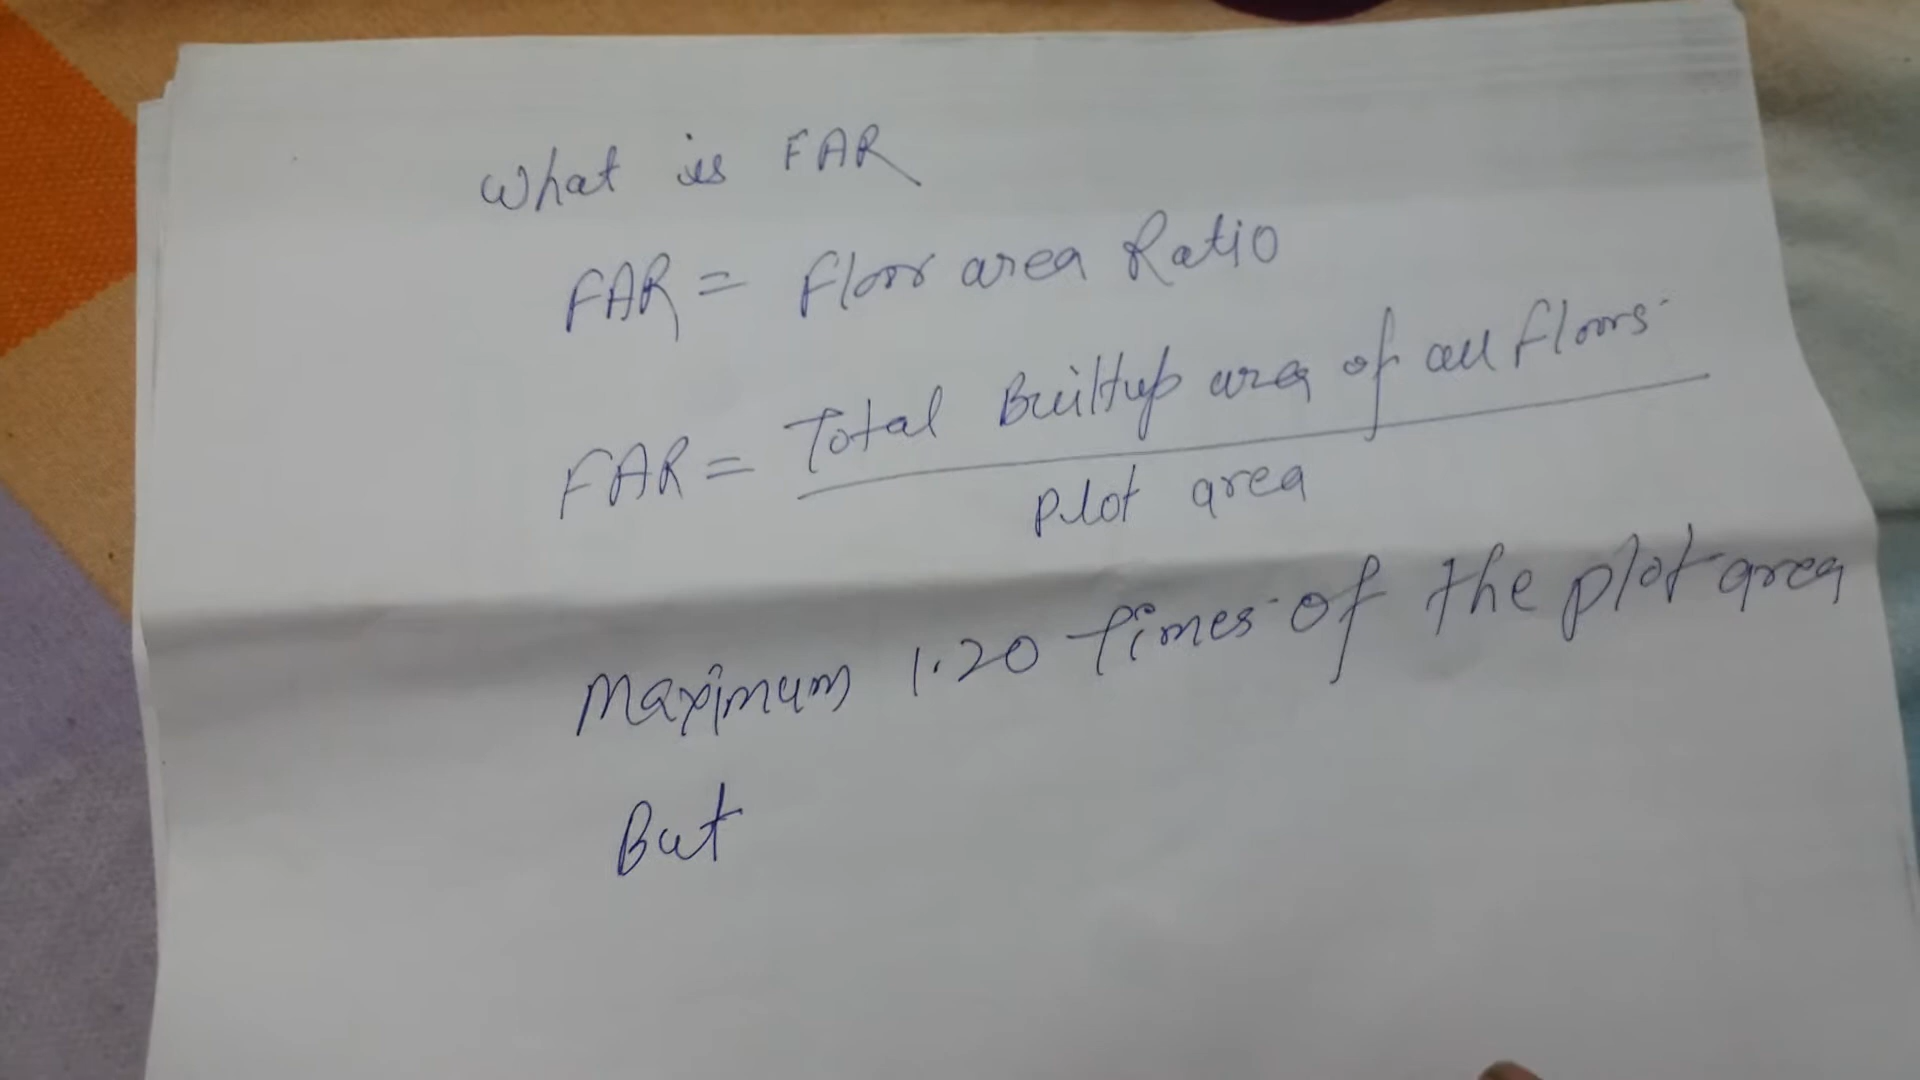 What is FAR
FAR = Floor area Ratio
FAR = Total Builtup area of all floors
Plot area
Maximum 1.20 times of the plot area
But